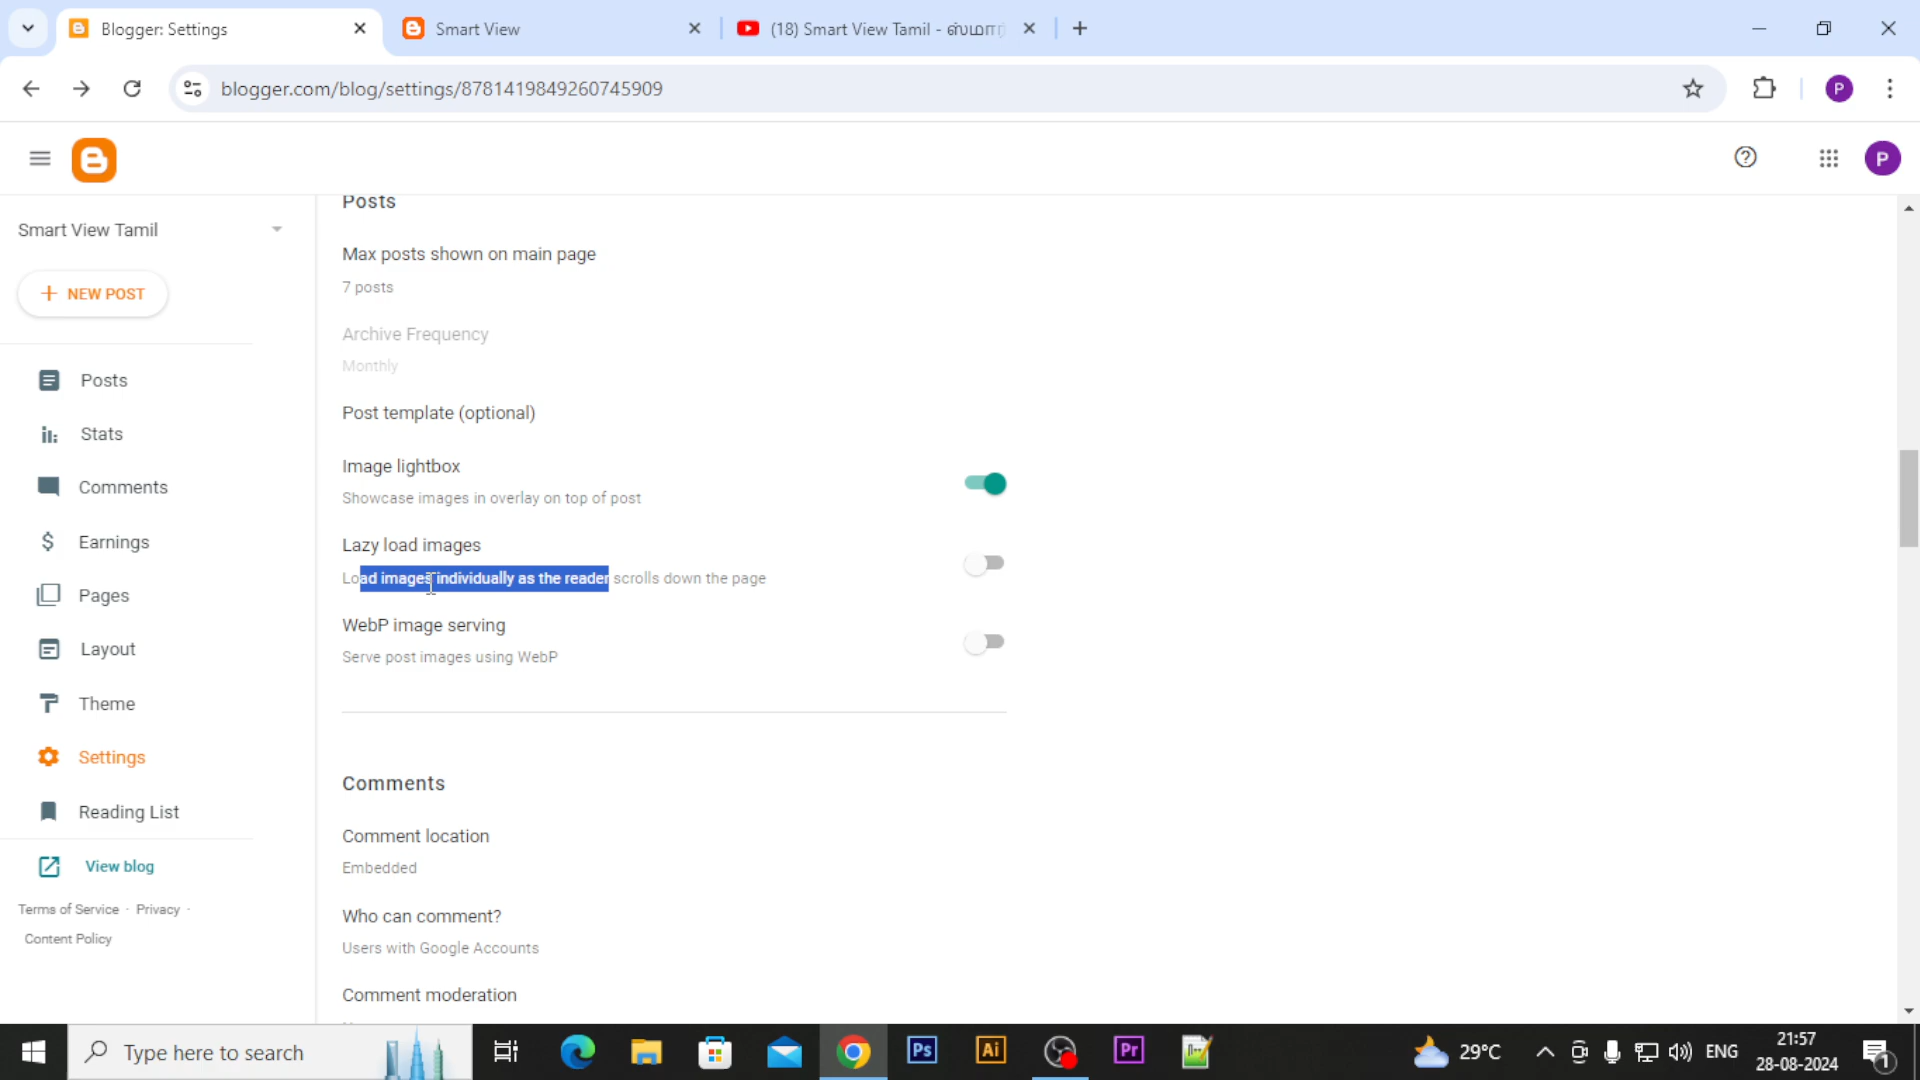 Blogger: Settings
Smart View
(18) Smart View Tamil - ஸ்மார்
blogger.com/blog/settings/8781419849260745909
P
P
Smart View Tamil
NEW POST
Posts
Stats
Comments
Earnings
Pages
Layout
Theme
Settings
Reading List
View blog
Terms of Service · Privacy ·
Content Policy
Posts
Max posts shown on main page
7 posts
Archive Frequency
Monthly
Post template (optional)
Image lightbox
Showcase images in overlay on top of post
Lazy load images
Load images individually as the reader scrolls down the page
WebP image serving
Serve post images using WebP
Comments
Comment location
Embedded
Who can comment?
Users with Google Accounts
Comment moderation
Type here to search
Ps
Ai
Pr
29°C
ENG
21:57
28-08-2024
1